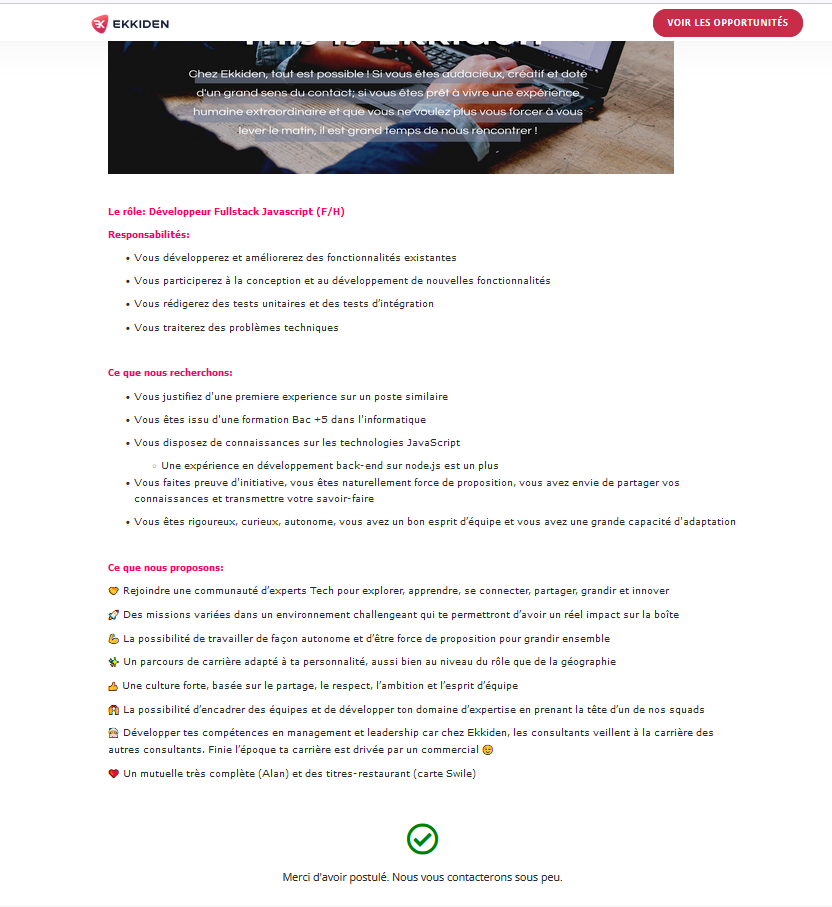 EKKIDEN
VOIR LES OPPORTUNITÉS
This is Ekkiden
Chez Ekkiden, tout est possible ! Si vous êtes audacieux, créatif et doté
d'un grand sens du contact; si vous êtes prêt à vivre une expérience
humaine extraordinaire et que vous ne voulez plus vous forcer à vous
lever le matin, il est grand temps de nous rencontrer !
Le rôle: Développeur Fullstack Javascript (F/H)
Responsabilités:
• Vous développerez et améliorerez des fonctionnalités existantes
• Vous participerez à la conception et au développement de nouvelles fonctionnalités
• Vous rédigerez des tests unitaires et des tests d'intégration
• Vous traiterez des problèmes techniques
Ce que nous recherchons:
• Vous justifiez d'une premiere experience sur un poste similaire
• Vous êtes issu d'une formation Bac +5 dans l'informatique
• Vous disposez de connaissances sur les technologies JavaScript
◦ Une expérience en développement back-end sur node.js est un plus
• Vous faites preuve d'initiative, vous êtes naturellement force de proposition, vous avez envie de partager vos
connaissances et transmettre votre savoir-faire
• Vous êtes rigoureux, curieux, autonome, vous avez un bon esprit d'équipe et vous avez une grande capacité d'adaptation
Ce que nous proposons:
Rejoindre une communauté d'experts Tech pour explorer, apprendre, se connecter, partager, grandir et innover
Des missions variées dans un environnement challengeant qui te permettront d'avoir un réel impact sur la boîte
La possibilité de travailler de façon autonome et d'être force de proposition pour grandir ensemble
Un parcours de carrière adapté à ta personnalité, aussi bien au niveau du rôle que de la géographie
Une culture forte, basée sur le partage, le respect, l'ambition et l'esprit d'équipe
La possibilité d'encadrer des équipes et de développer ton domaine d'expertise en prenant la tête d'un de nos squads
Développer tes compétences en management et leadership car chez Ekkiden, les consultants veillent à la carrière des
autres consultants. Finie l'époque ta carrière est drivée par un commercial 😉
Un mutuelle très complète (Alan) et des titres-restaurant (carte Swile)
Merci d'avoir postulé. Nous vous contacterons sous peu.